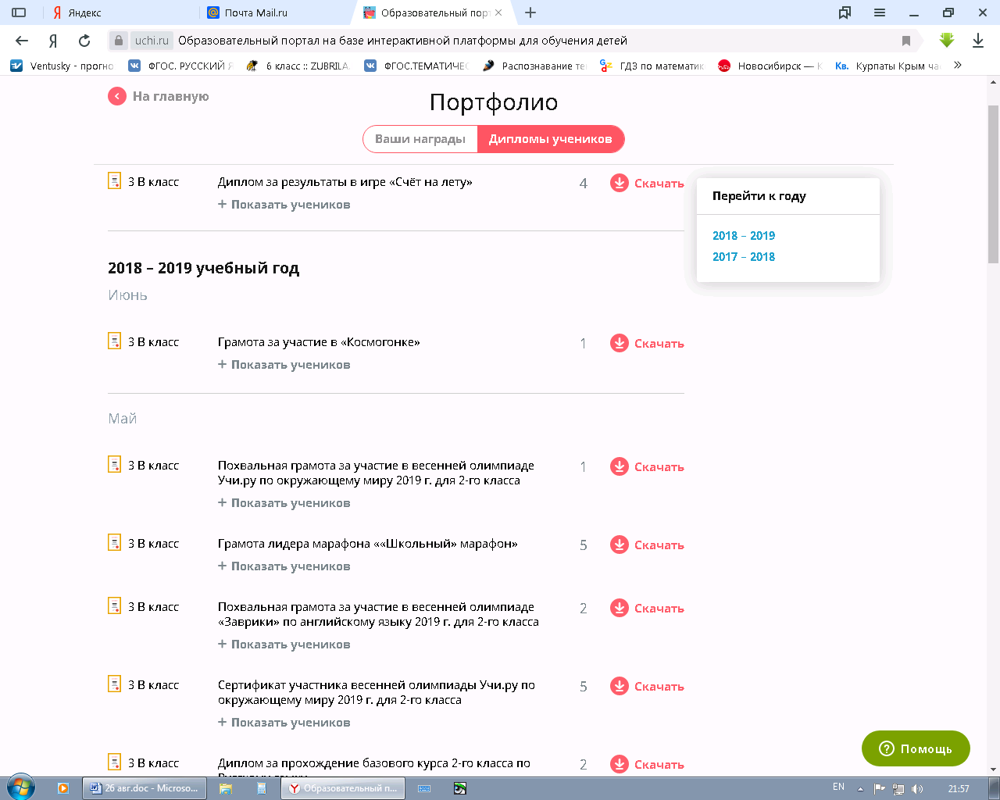 Яндекс
Почта Mail.ru
Образовательный порт
uchi.ru
Образовательный портал на базе интерактивной платформы для обучения детей
Ventusky - прогно
ФГОС. РУССКИЙ Я
6 класс :: ZUBRILA.
ФГОС.ТЕМАТИЧЕС
Распознавание те
ГДЗ по математик
Новосибирск — К
Кв. Курпаты Крым ча
На главную
Портфолио
Ваши награды
Дипломы учеников
3 В класс
Диплом за результаты в игре «Счёт на лету»
4
Скачать
+ Показать учеников
Перейти к году
2018 – 2019
2017 – 2018
2018 – 2019 учебный год
Июнь
3 В класс
Грамота за участие в «Космогонке»
1
Скачать
+ Показать учеников
Май
3 В класс
Похвальная грамота за участие в весенней олимпиаде
Учи.ру по окружающему миру 2019 г. для 2-го класса
1
Скачать
+ Показать учеников
3 В класс
Грамота лидера марафона ««Школьный» марафон»
5
Скачать
+ Показать учеников
3 В класс
Похвальная грамота за участие в весенней олимпиаде
«Заврики» по английскому языку 2019 г. для 2-го класса
2
Скачать
+ Показать учеников
3 В класс
Сертификат участника весенней олимпиады Учи.ру по
окружающему миру 2019 г. для 2-го класса
5
Скачать
+ Показать учеников
3 В класс
Диплом за прохождение базового курса 2-го класса по
2
Скачать
Помощь
26 авг.doc - Microso...
Образовательный п...
EN
21:57